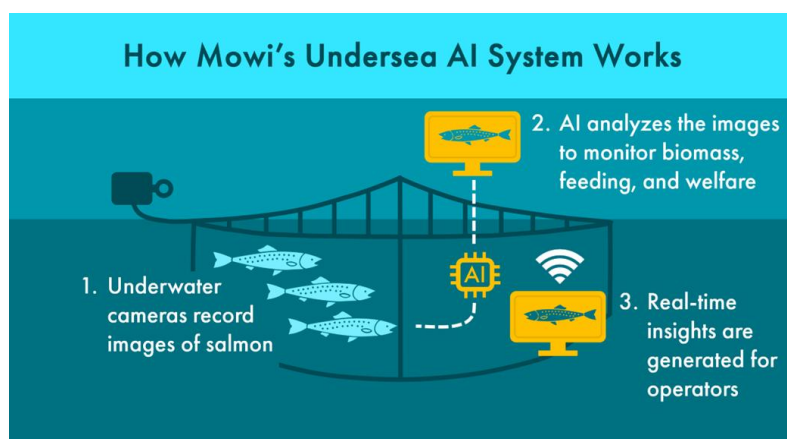 How Mowi's Undersea AI System Works
2. AI analyzes the images
to monitor biomass,
feeding, and welfare
AI
1. Underwater
cameras record
images of salmon
3. Real-time
insights are
generated for
operators